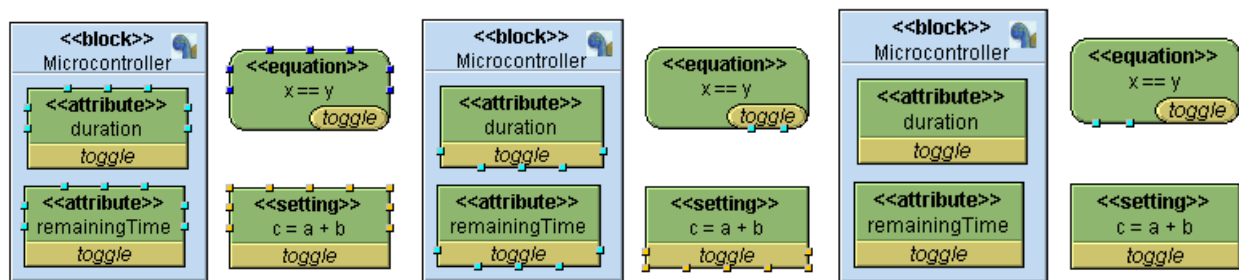 <<block>>
Microcontroller
<<attribute>>
duration
toggle
<<attribute>>
remainingTime
toggle
<<equation>>
x == y
toggle
<<setting>>
c = a + b
toggle
<<block>>
Microcontroller
<<attribute>>
duration
toggle
<<attribute>>
remainingTime
toggle
<<equation>>
x == y
toggle
<<setting>>
c = a + b
toggle
<<block>>
Microcontroller
<<attribute>>
duration
toggle
<<attribute>>
remainingTime
toggle
<<equation>>
x == y
toggle
<<setting>>
c = a + b
toggle